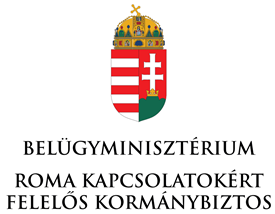 BELÜGYMINISZTÉRIUM
ROMA KAPCSOLATOKÉRT
FELELŐS KORMÁNYBIZTOS